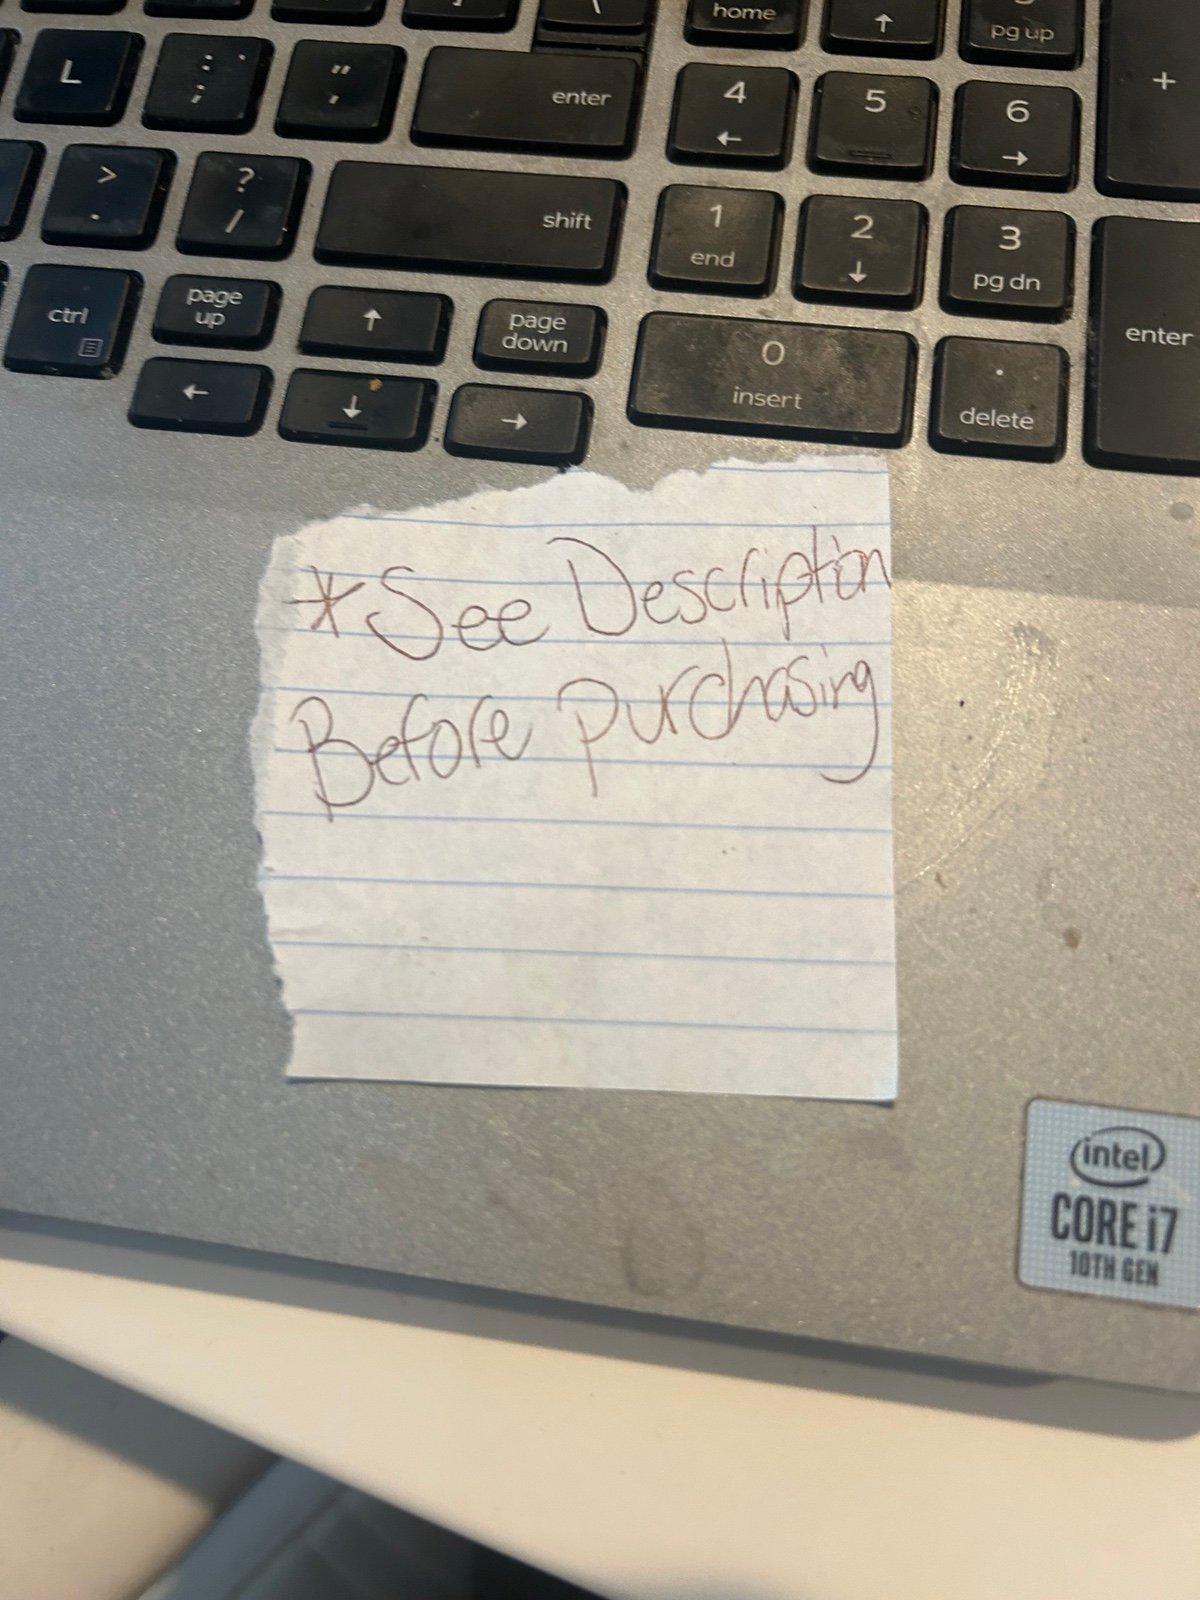 home
↑
pg up
\
L
: ;
" '
enter
4 ←
5
6 →
+
> .
? /
shift
1 end
2 ↓
3 pg dn
ctrl
page up
↑
page down
0 insert
. delete
enter
←
↓
→
*See Description
Before purchasing
intel
CORE i7
10TH GEN